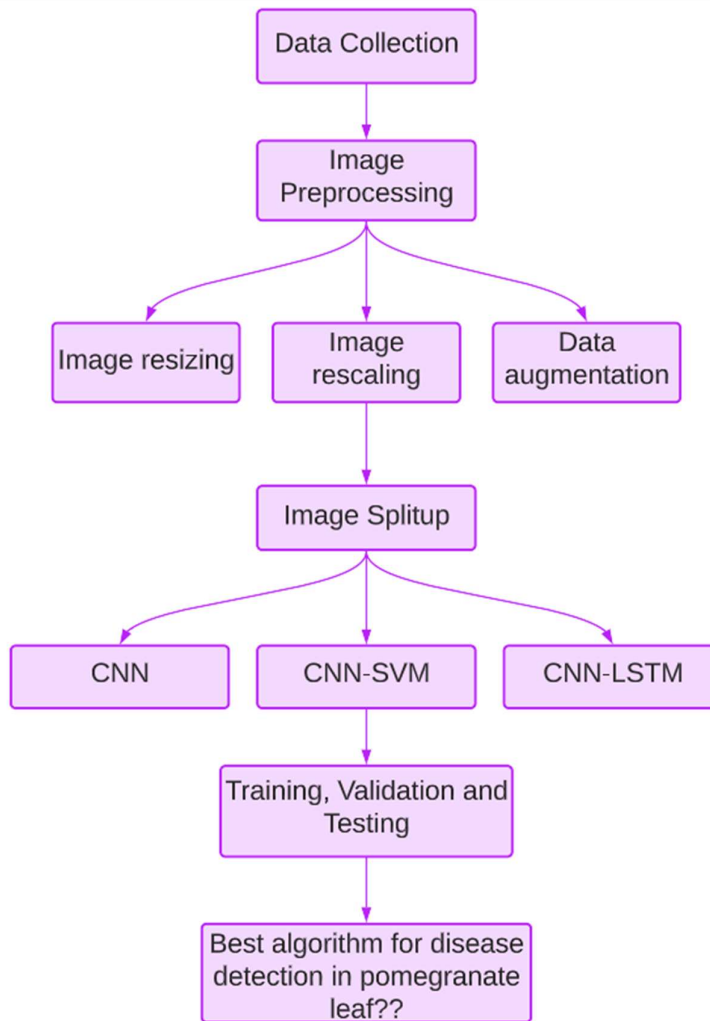 Data Collection
Image
Preprocessing
Image resizing
Image
rescaling
Data
augmentation
Image Splitup
CNN
CNN-SVM
CNN-LSTM
Training, Validation and
Testing
Best algorithm for disease
detection in pomegranate
leaf??